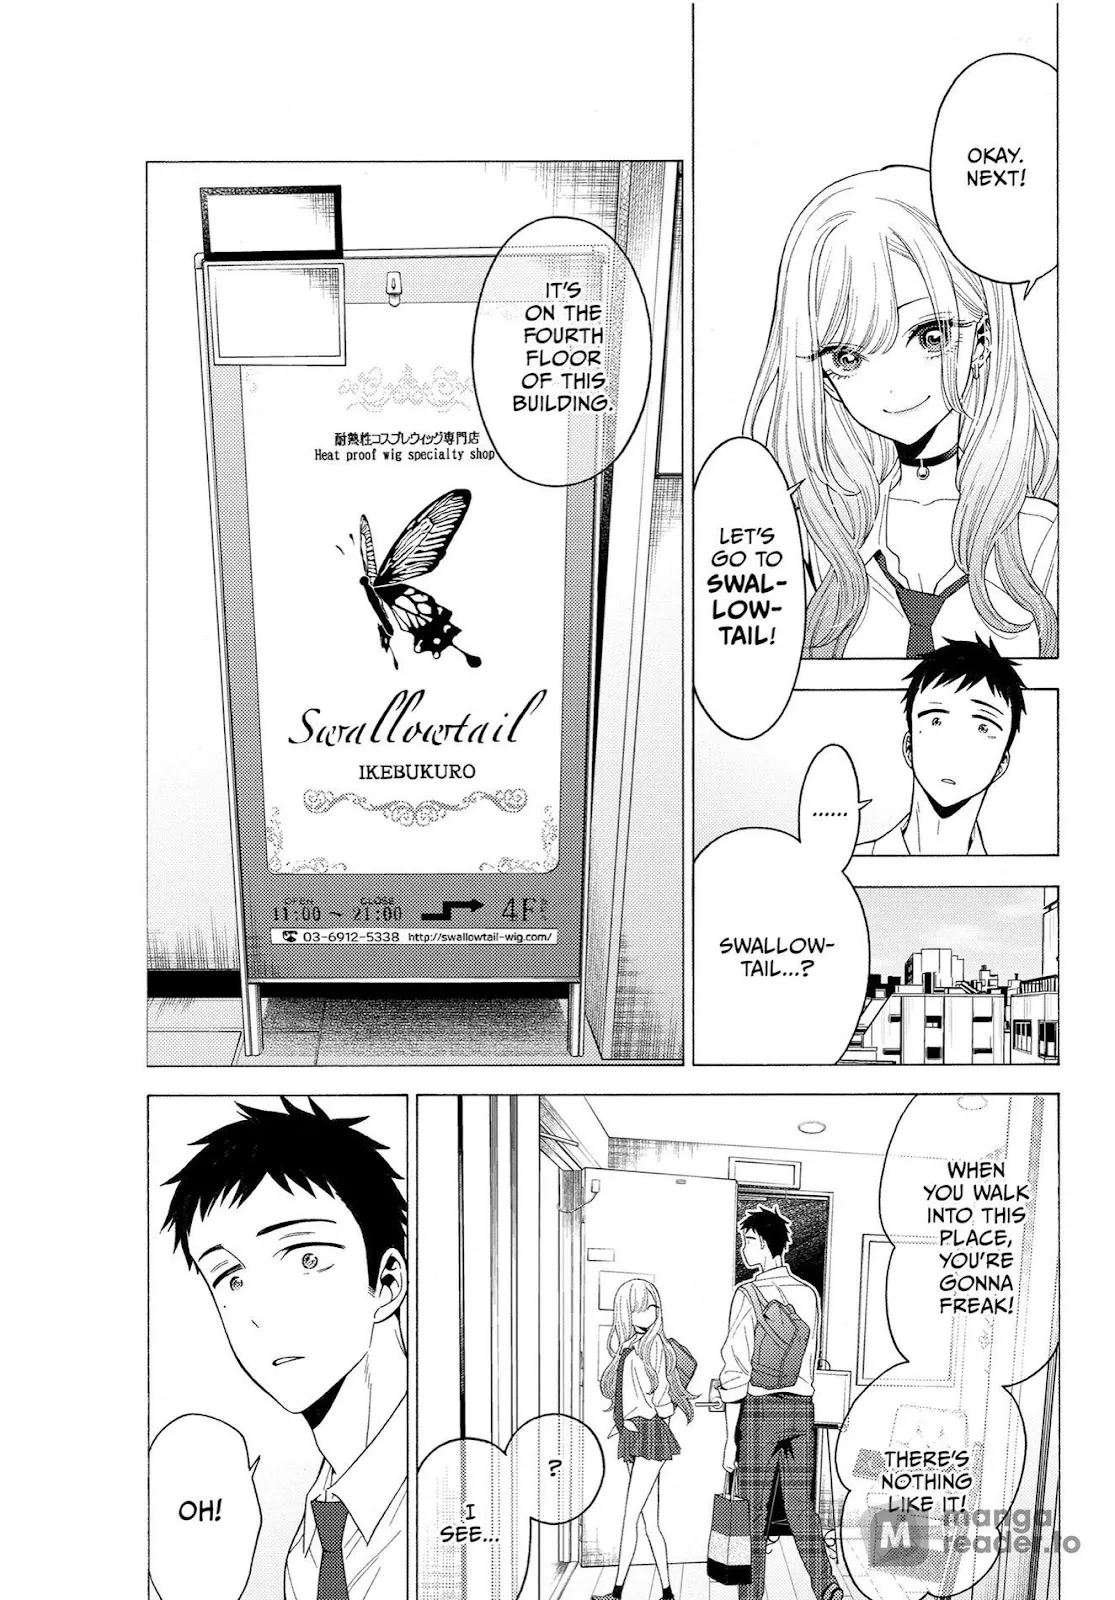 OKAY.
NEXT!
LET'S
GO TO
SWAL-
LOW-
TAIL!
......
SWALLOW-
TAIL...?
IT'S
ON THE
FOURTH
FLOOR
OF THIS
BUILDING.
耐熱性コスプレウィッグ専門店
Heat proof wig specialty shop
Swallowtail
IKEBUKURO
OPEN CLOSE
11:00 ~ 21:00 4F
03-6912-5338 http://swallowtail-wig.com/
WHEN
YOU WALK
INTO THIS
PLACE,
YOU'RE
GONNA
FREAK!
THERE'S
NOTHING
LIKE IT!
?
I
SEE...
OH!
M manga
reader.to